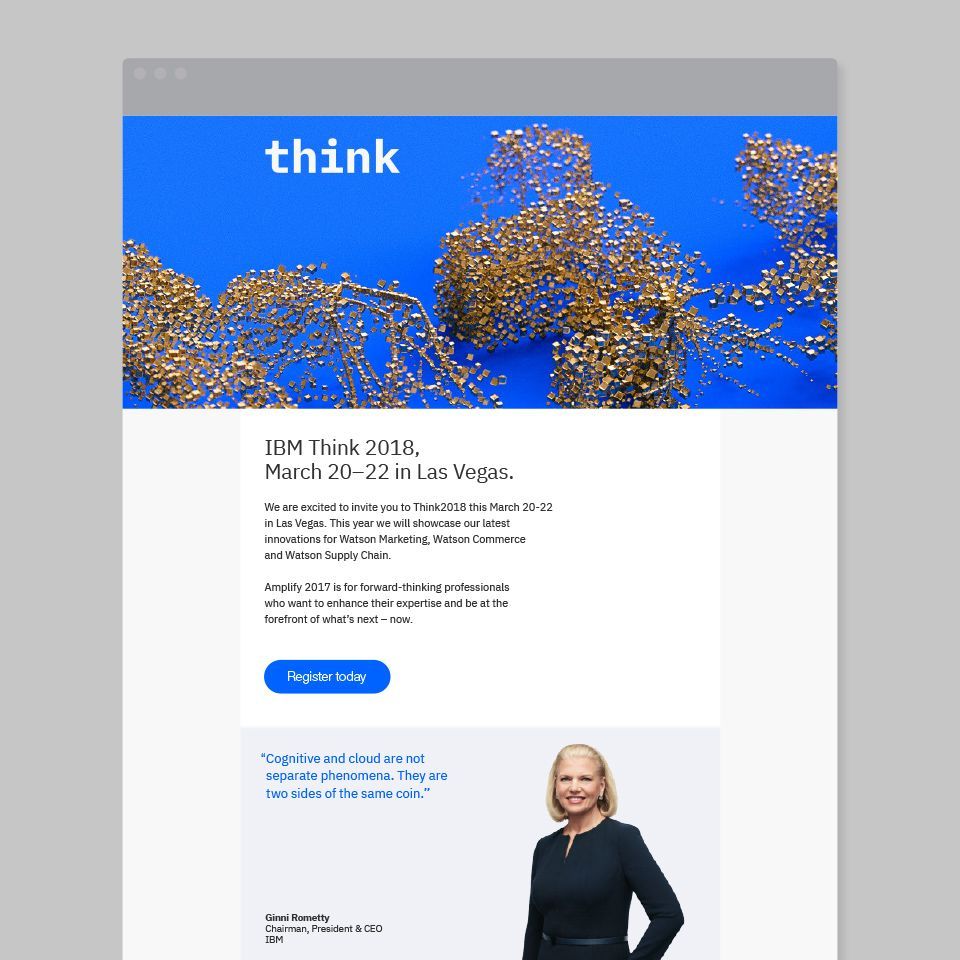 think
IBM Think 2018,
March 20–22 in Las Vegas.
We are excited to invite you to Think2018 this March 20-22
in Las Vegas. This year we will showcase our latest
innovations for Watson Marketing, Watson Commerce
and Watson Supply Chain.
Amplify 2017 is for forward-thinking professionals
who want to enhance their expertise and be at the
forefront of what’s next – now.
Register today
“Cognitive and cloud are not
separate phenomena. They are
two sides of the same coin.”
Ginni Rometty
Chairman, President & CEO
IBM